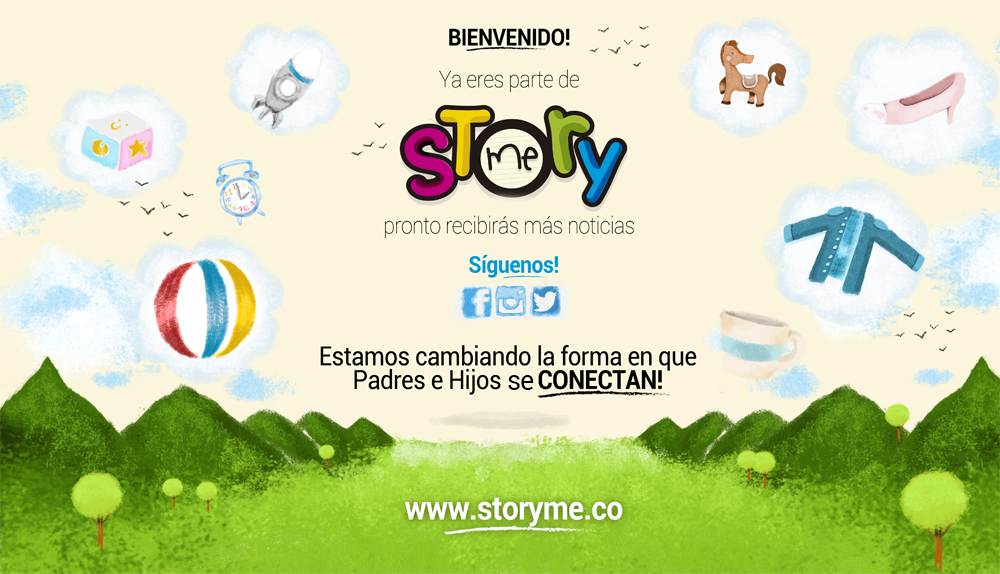 BIENVENIDO!
Ya eres parte de
STORY
me
pronto recibirás más noticias
Síguenos!
Estamos cambiando la forma en que
Padres e Hijos se CONECTAN!
www.storyme.co